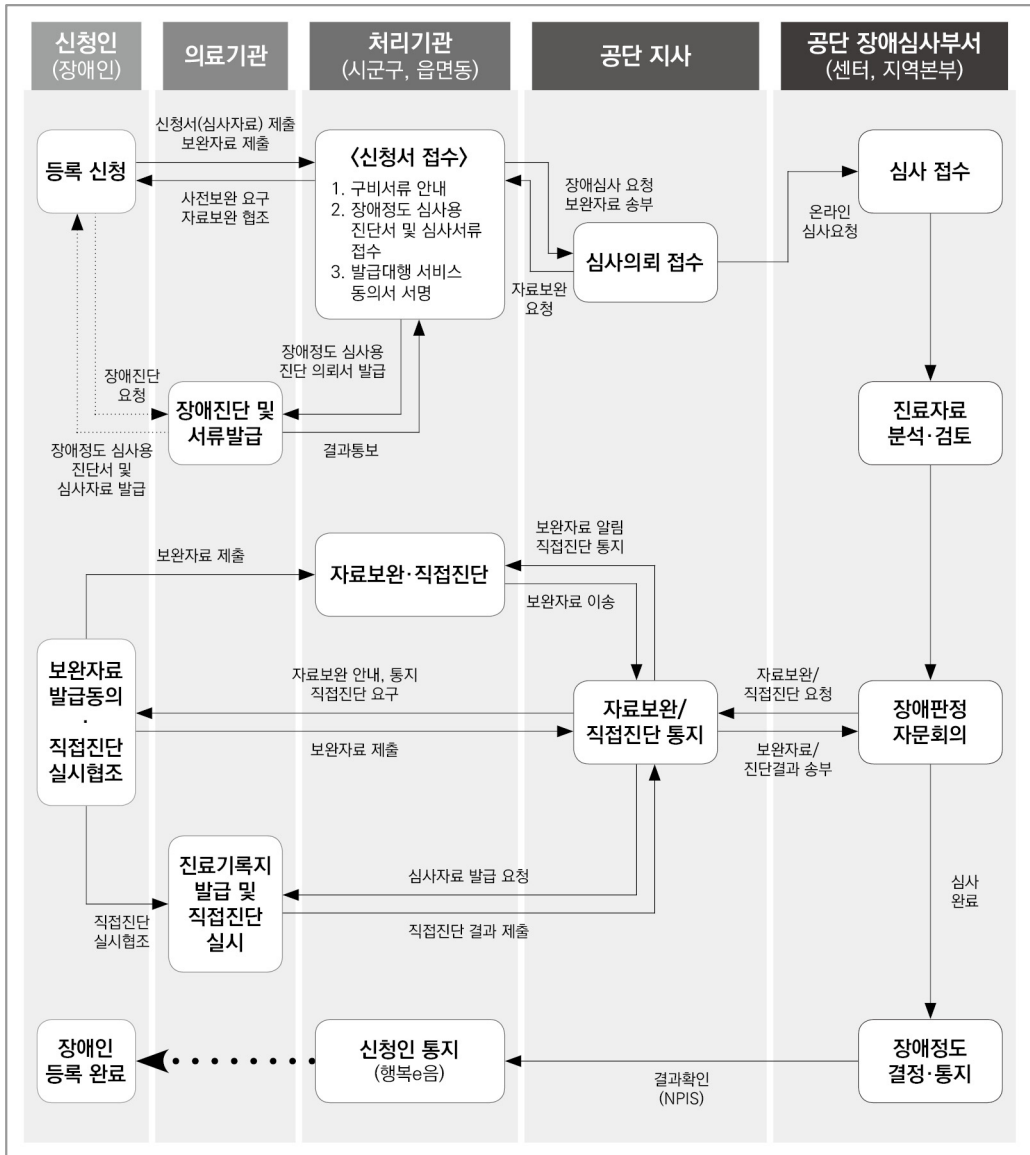 신청인
(장애인)
의료기관
처리기관
(시군구, 읍면동)
공단 지사
공단 장애심사부서
(센터, 지역본부)
등록 신청
신청서(심사자료) 제출
보완자료 제출
사전보완 요구
자료보완 협조
〈신청서 접수〉
1. 구비서류 안내
2. 장애정도 심사용
진단서 및 심사서류
접수
3. 발급대행 서비스
동의서 서명
장애심사 요청
보완자료 송부
자료보완
요청
심사의뢰 접수
온라인
심사요청
심사 접수
장애진단
요청
장애정도 심사용
진단서 및
심사자료 발급
장애진단 및
서류발급
장애정도 심사용
진단 의뢰서 발급
결과통보
진료자료
분석·검토
보완자료 제출
자료보완·직접진단
보완자료 알림
직접진단 통지
보완자료 이송
보완자료
발급동의
·
직접진단
실시협조
자료보완 안내, 통지
직접진단 요구
보완자료 제출
자료보완/
직접진단 통지
자료보완/
직접진단 요청
보완자료/
진단결과 송부
장애판정
자문회의
직접진단
실시협조
진료기록지
발급 및
직접진단
실시
심사자료 발급 요청
직접진단 결과 제출
심사
완료
장애인
등록 완료
신청인 통지
(행복e음)
결과확인
(NPIS)
장애정도
결정·통지